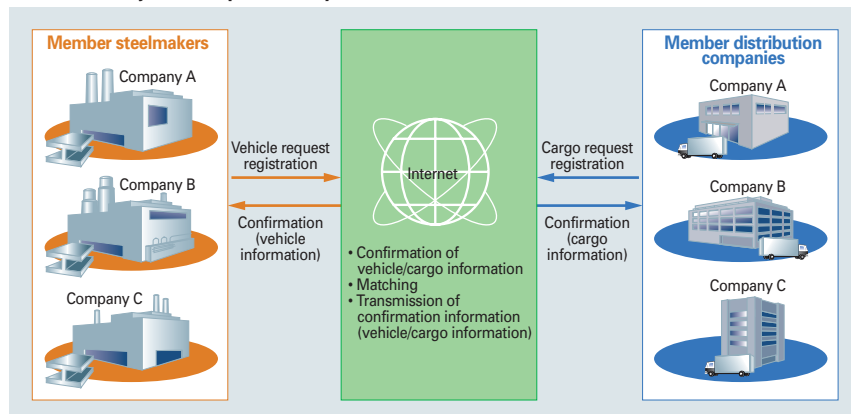 Member steelmakers
Company A
Company B
Company C
Vehicle request
registration
Confirmation
(vehicle
information)
Internet
• Confirmation of
vehicle/cargo information
• Matching
• Transmission of
confirmation information
(vehicle/cargo information)
Cargo request
registration
Confirmation
(cargo
information)
Member distribution
companies
Company A
Company B
Company C